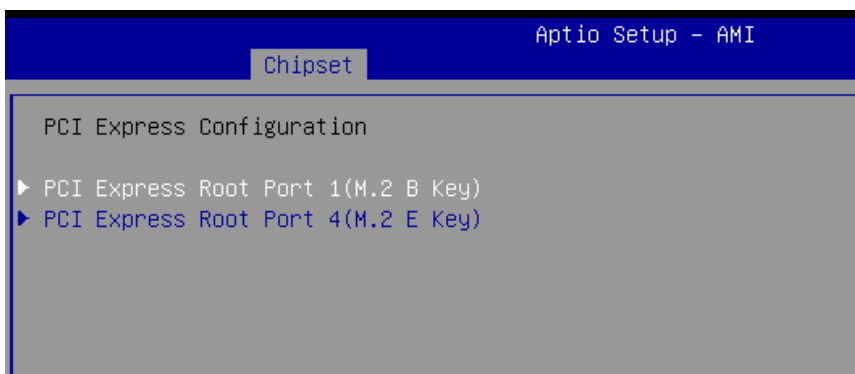 Aptio Setup – AMI
Chipset
PCI Express Configuration
PCI Express Root Port 1(M.2 B Key)
PCI Express Root Port 4(M.2 E Key)